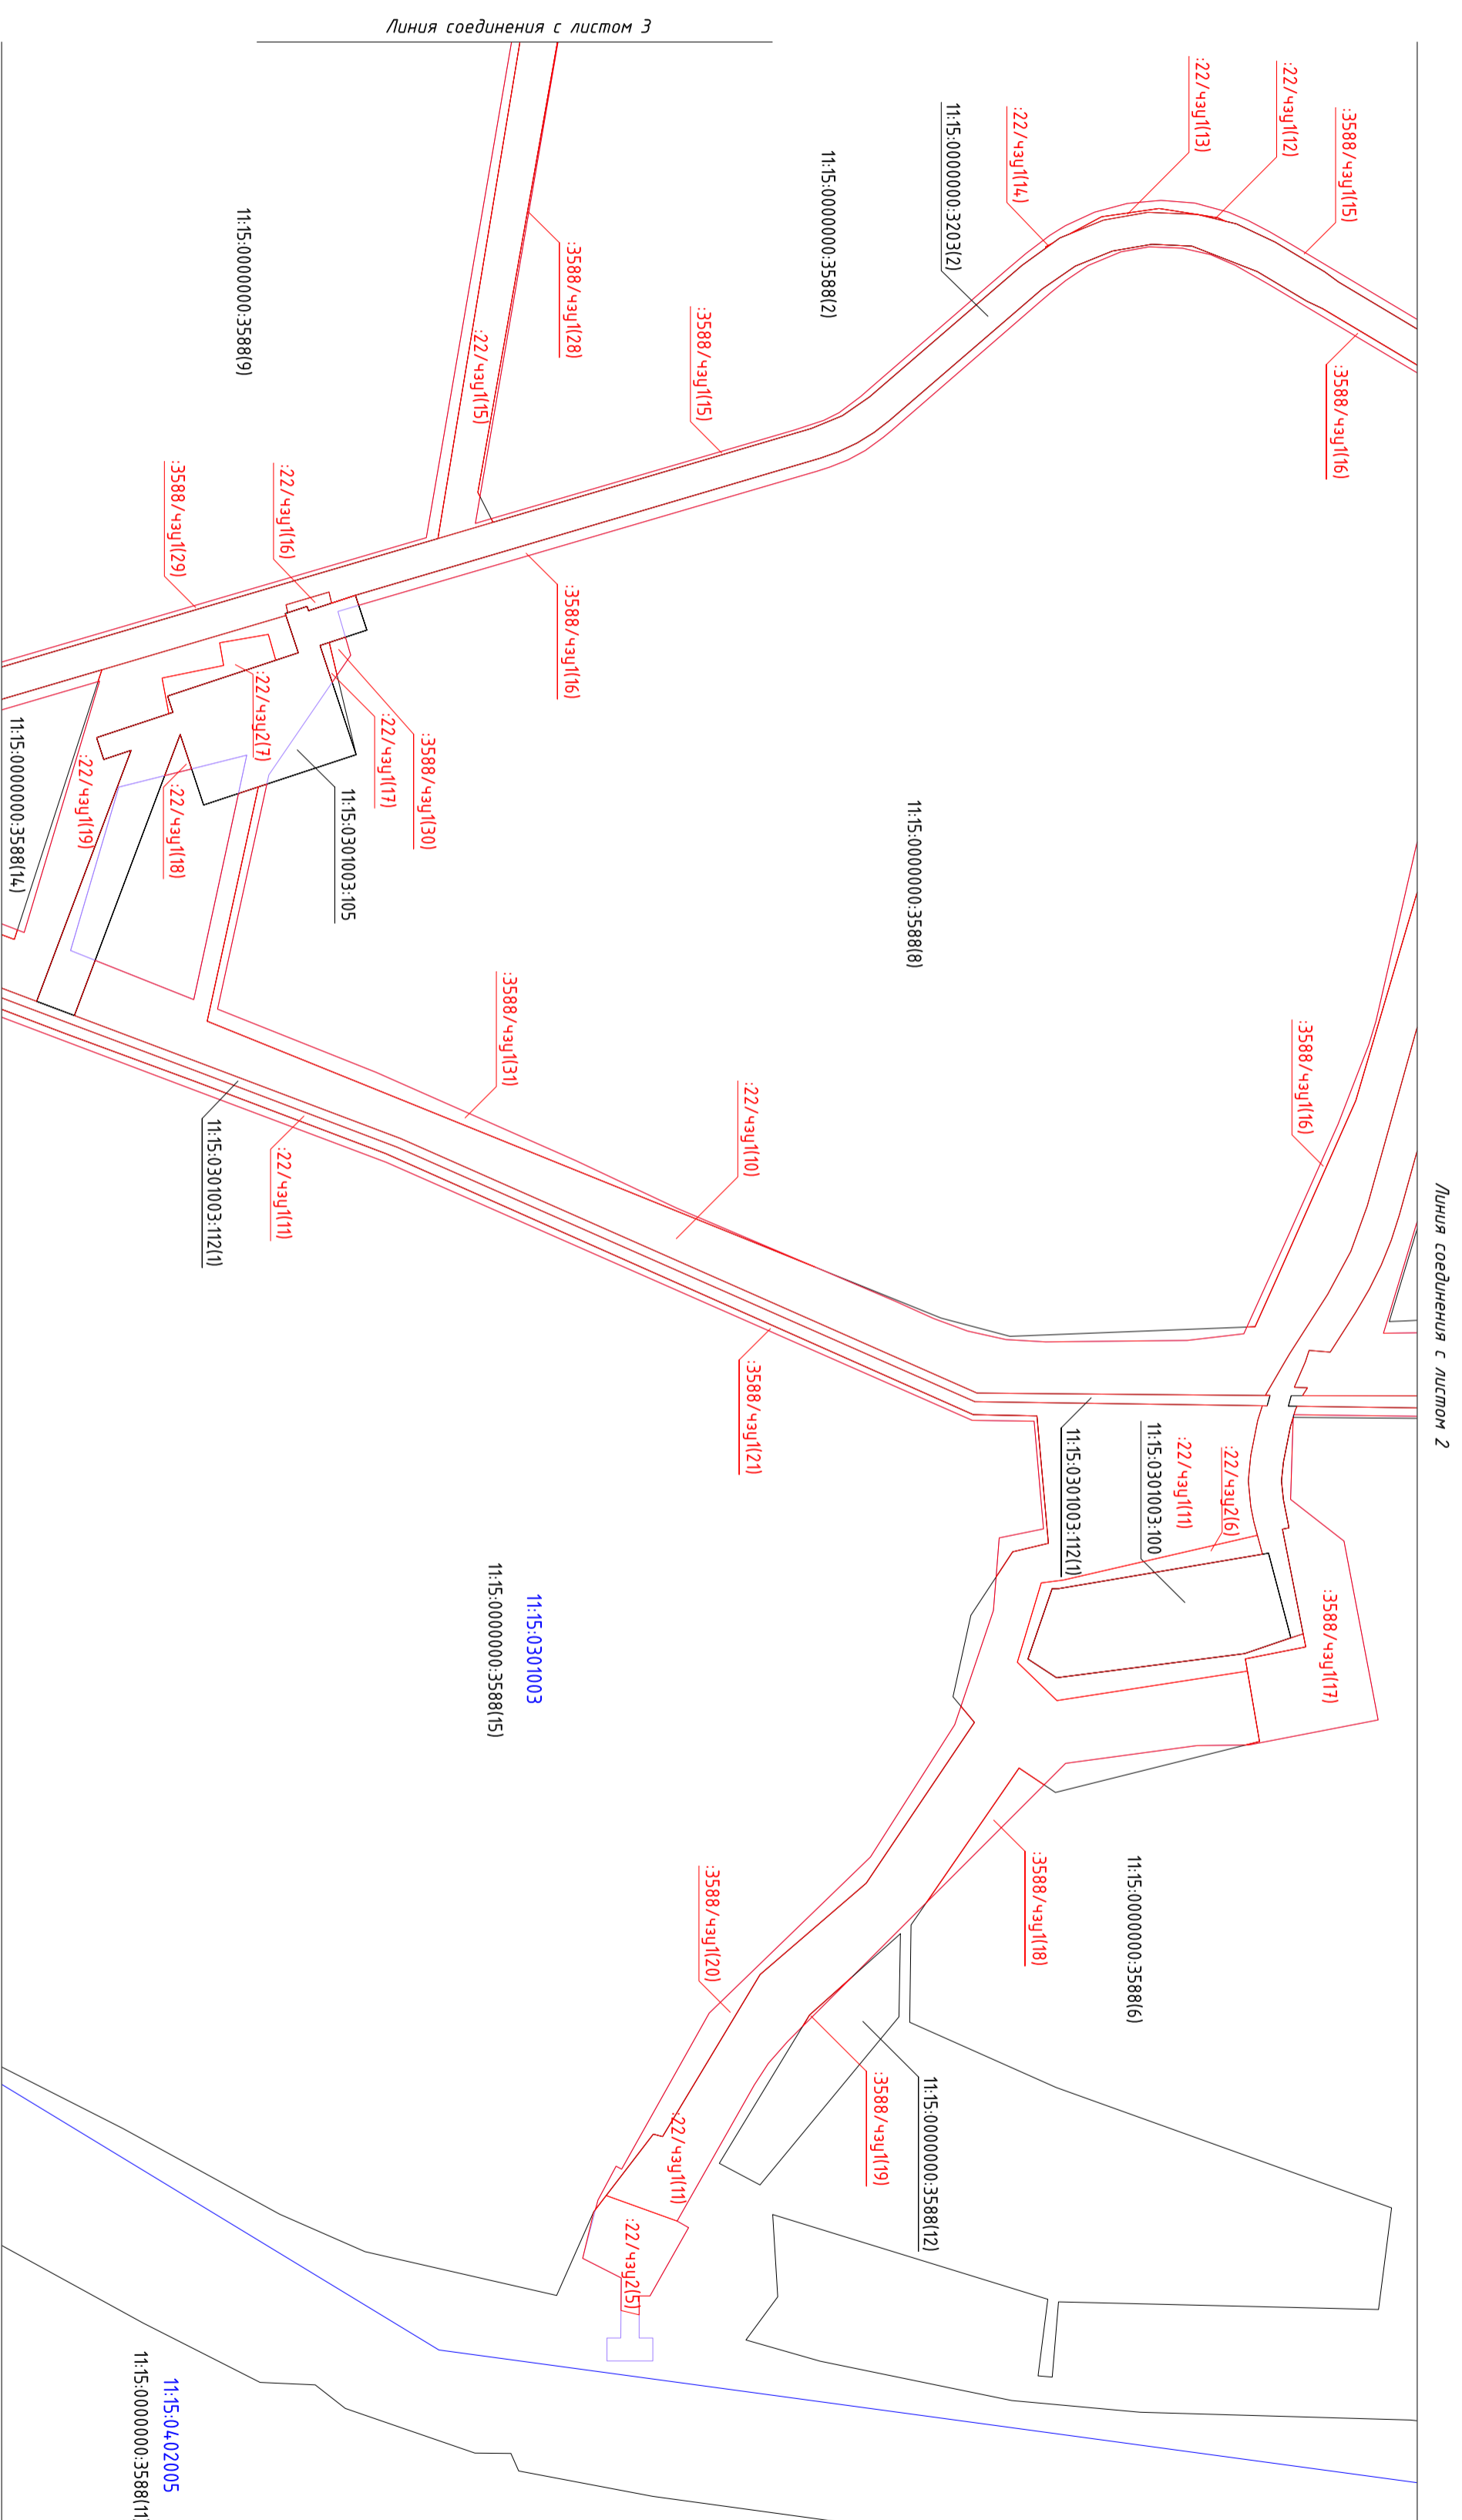 Линия соединения с листом 3
Линия соединения с листом 2
:3588/чзу1(15)
:22/чзу1(12)
:22/чзу1(13)
:22/чзу1(14)
11:15:0000000:3203(2)
11:15:0000000:3588(2)
:3588/чзу1(16)
:3588/чзу1(28)
:3588/чзу1(15)
:22/чзу1(15)
11:15:0000000:3588(9)
:3588/чзу1(29)
:22/чзу1(16)
:3588/чзу1(16)
:22/чзу2(7)
:22/чзу1(17)
:3588/чзу1(30)
11:15:0301003:105
:22/чзу1(18)
:22/чзу1(19)
11:15:0000000:3588(14)
11:15:0000000:3588(8)
:3588/чзу1(31)
:3588/чзу1(16)
:22/чзу1(10)
11:15:0301003:112(1)
:22/чзу1(11)
:3588/чзу1(21)
11:15:0301003:112(1)
11:15:0301003:100
:22/чзу1(11)
:22/чзу2(6)
:3588/чзу1(17)
11:15:0301003
11:15:0000000:3588(15)
:3588/чзу1(18)
11:15:0000000:3588(6)
:3588/чзу1(20)
:3588/чзу1(19)
11:15:0000000:3588(12)
:22/чзу1(11)
:22/чзу2(5)
11:15:0402005
11:15:0000000:3588(11)